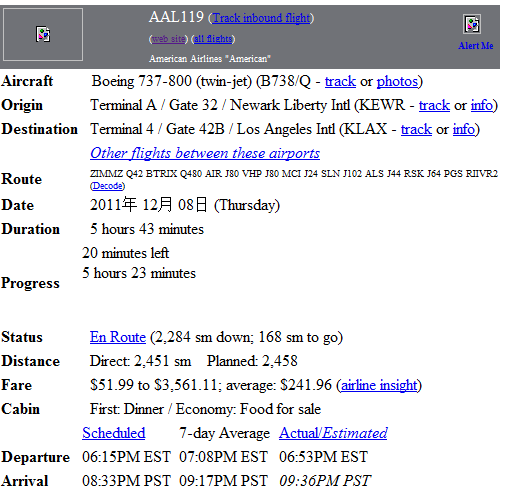 AAL119 (Track inbound flight)
(web site) (all flights)
American Airlines "American"
Alert Me
Aircraft Boeing 737-800 (twin-jet) (B738/Q - track or photos)
Origin Terminal A / Gate 32 / Newark Liberty Intl (KEWR - track or info)
Destination Terminal 4 / Gate 42B / Los Angeles Intl (KLAX - track or info)
Other flights between these airports
Route ZIMMZ Q42 BTRIX Q480 AIR J80 VHP J80 MCI J24 SLN J102 ALS J44 RSK J64 PGS RIIVR2
(Decode)
Date 2011年 12月 08日 (Thursday)
Duration 5 hours 43 minutes
20 minutes left
5 hours 23 minutes
Progress
Status En Route (2,284 sm down; 168 sm to go)
Distance Direct: 2,451 sm Planned: 2,458
Fare $51.99 to $3,561.11; average: $241.96 (airline insight)
Cabin First: Dinner / Economy: Food for sale
Scheduled 7-day Average Actual/Estimated
Departure 06:15PM EST 07:08PM EST 06:53PM EST
Arrival 08:33PM PST 09:17PM PST 09:36PM PST